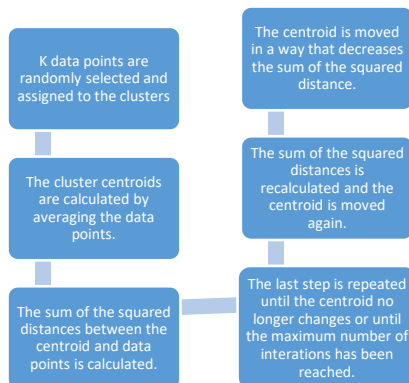 K data points are
randomly selected and
assigned to the clusters
The cluster centroids
are calculated by
averaging the data
points.
The sum of the squared
distances between the
centroid and data
points is calculated.
The last step is repeated
until the centroid no
longer changes or until
the maximum number of
interations has been
reached.
The sum of the squared
distances is
recalculated and the
centroid is moved
again.
The centroid is moved
in a way that decreases
the sum of the squared
distance.